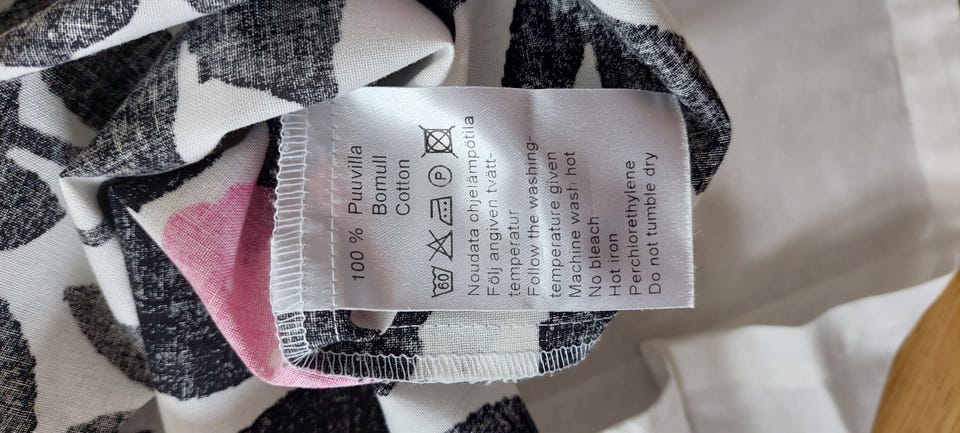 100 % Puuvilla
Bomull
Cotton
60 P
Noudata ohjelämpötila
Följ angiven tvätt-
temperatur
Follow the washing-
temperature given
Machine wash hot
No bleach
Hot iron
Perchlorethylene
Do not tumble dry